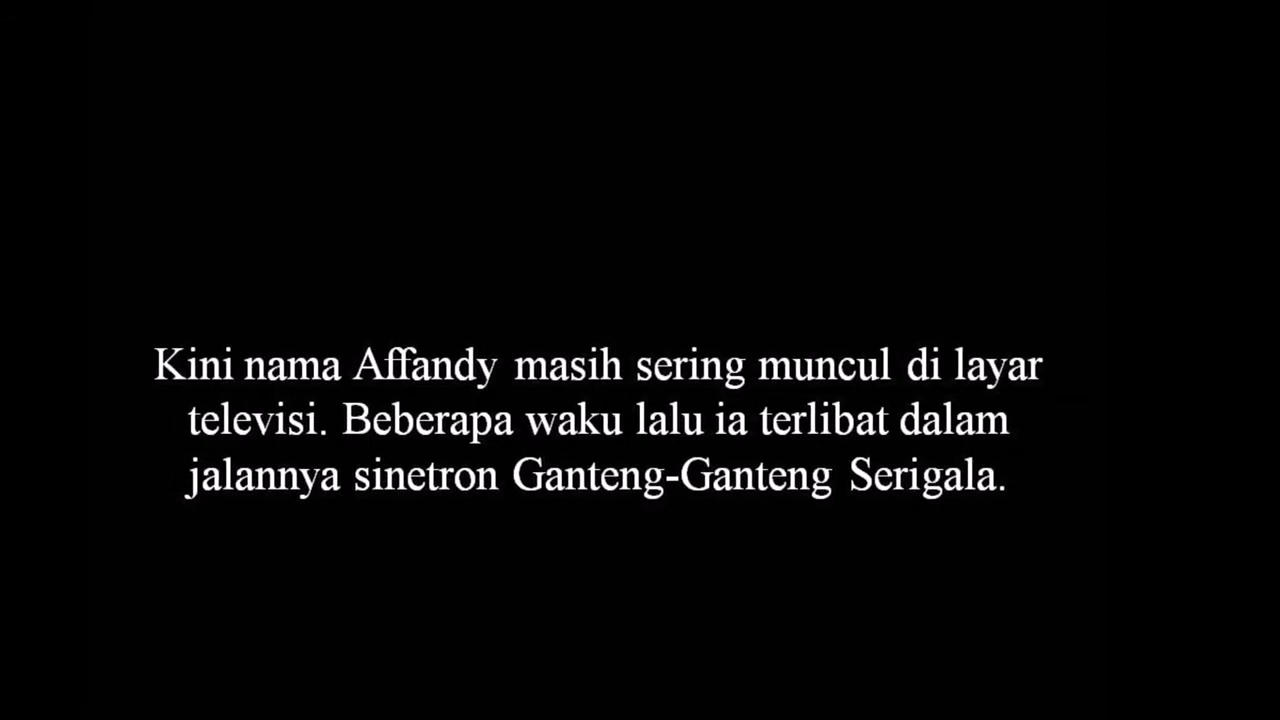 Kini nama Affandy masih sering muncul di layar
televisi. Beberapa waku lalu ia terlibat dalam
jalannya sinetron Ganteng-Ganteng Serigala.